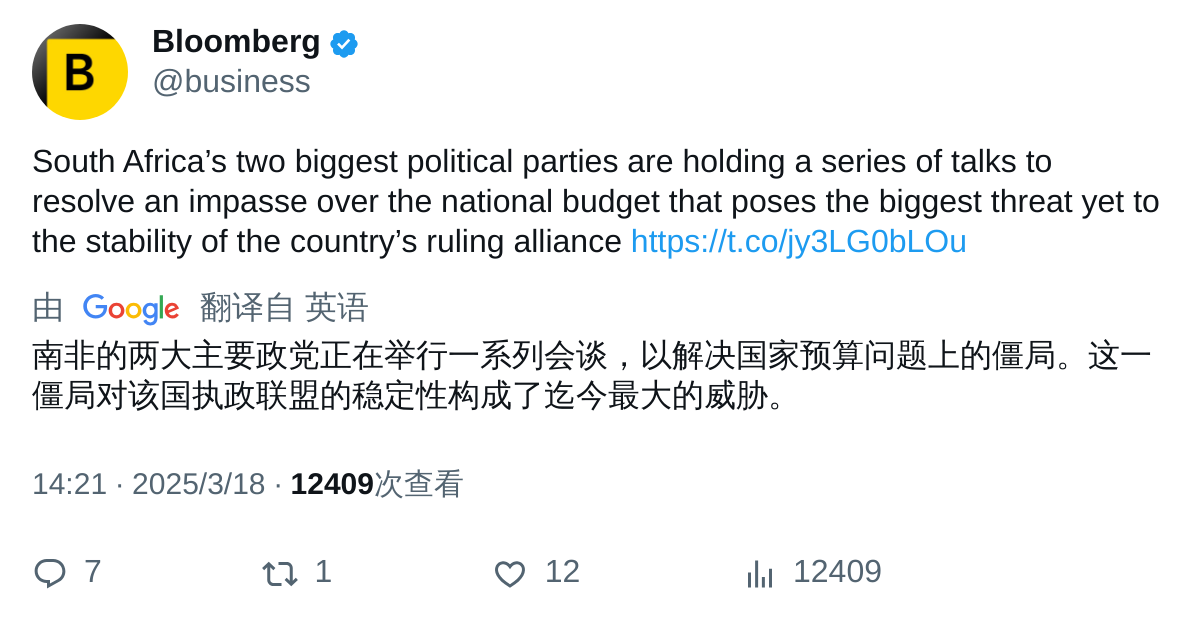 B
Bloomberg
@business
South Africa’s two biggest political parties are holding a series of talks to
resolve an impasse over the national budget that poses the biggest threat yet to
the stability of the country’s ruling alliance https://t.co/jy3LG0bLOu
由 Google 翻译自 英语
南非的两大主要政党正在举行一系列会谈，以解决国家预算问题上的僵局。这一
僵局对该国执政联盟的稳定性构成了迄今最大的威胁。
14:21 · 2025/3/18 · 12409次查看
7 1 12 12409